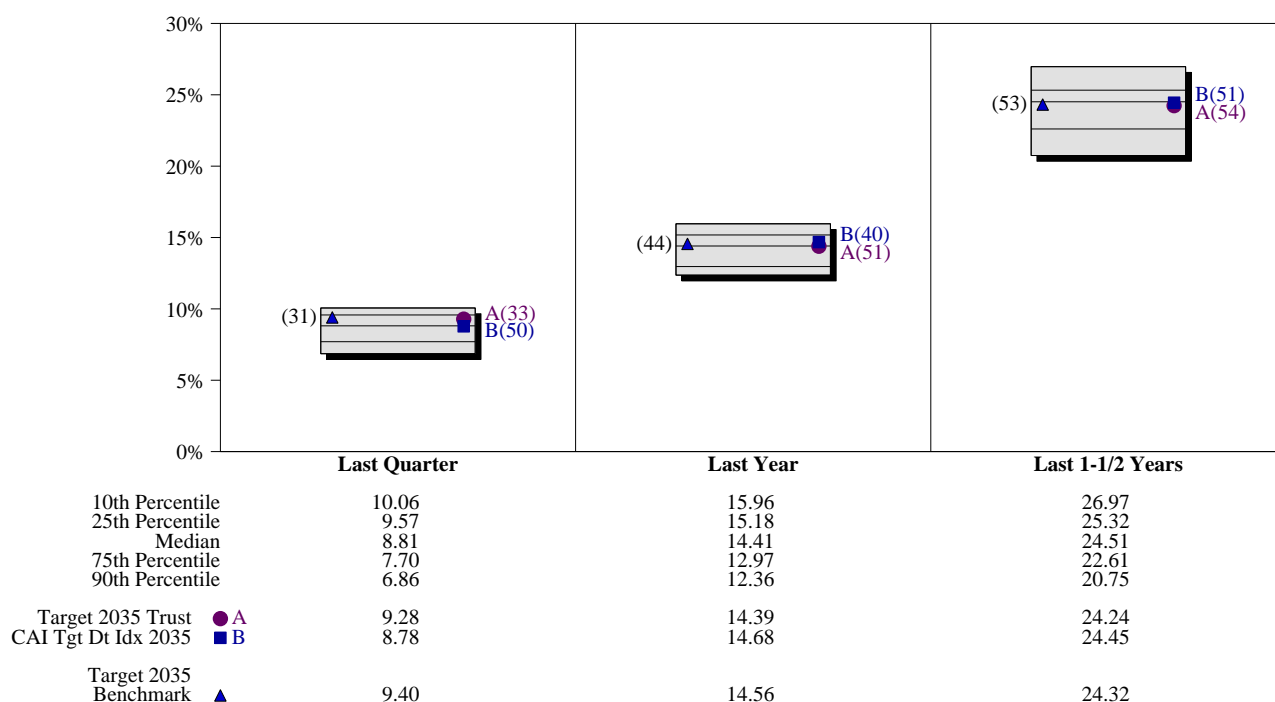 30%
25%
20%
15%
10%
5%
0%
(31)
A(33)
B(50)
(44)
B(40)
A(51)
(53)
B(51)
A(54)
Last Quarter Last Year Last 1-1/2 Years
10th Percentile 10.06 15.96 26.97
25th Percentile 9.57 15.18 25.32
Median 8.81 14.41 24.51
75th Percentile 7.70 12.97 22.61
90th Percentile 6.86 12.36 20.75
Target 2035 Trust A 9.28 14.39 24.24
CAI Tgt Dt Idx 2035 B 8.78 14.68 24.45
Target 2035
Benchmark 9.40 14.56 24.32